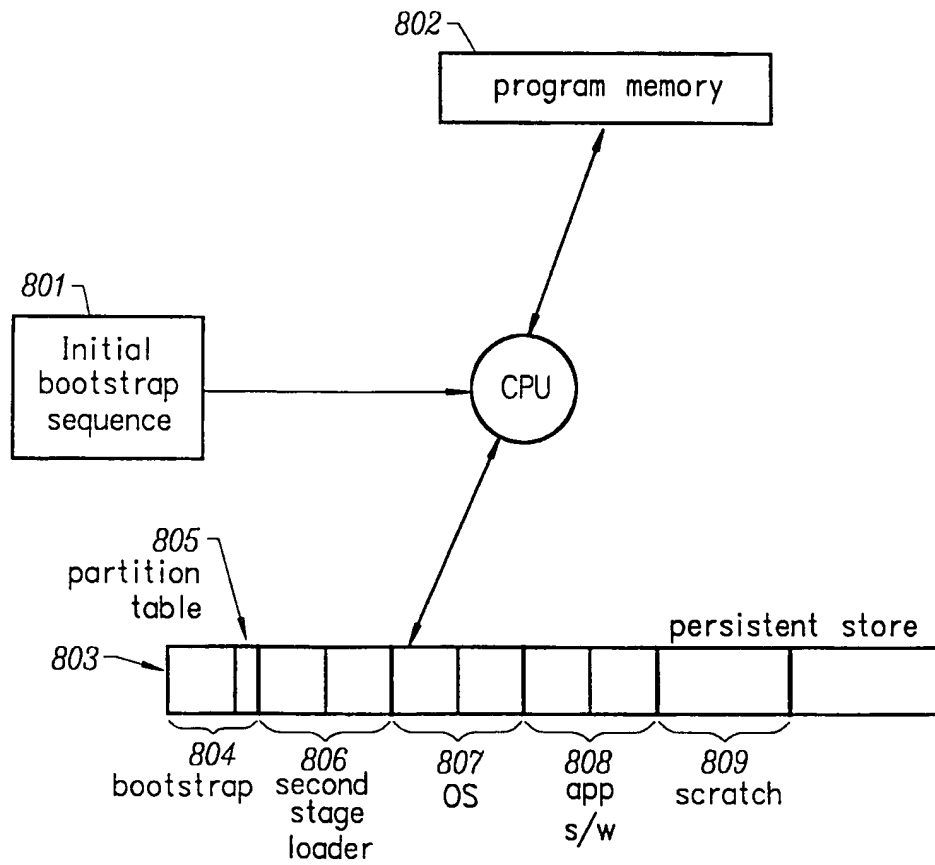 802
program memory
801
Initial
bootstrap
sequence
CPU
805
partition
table
persistent store
803
804
bootstrap
806
second
stage
loader
807
OS
808
app
s/w
809
scratch